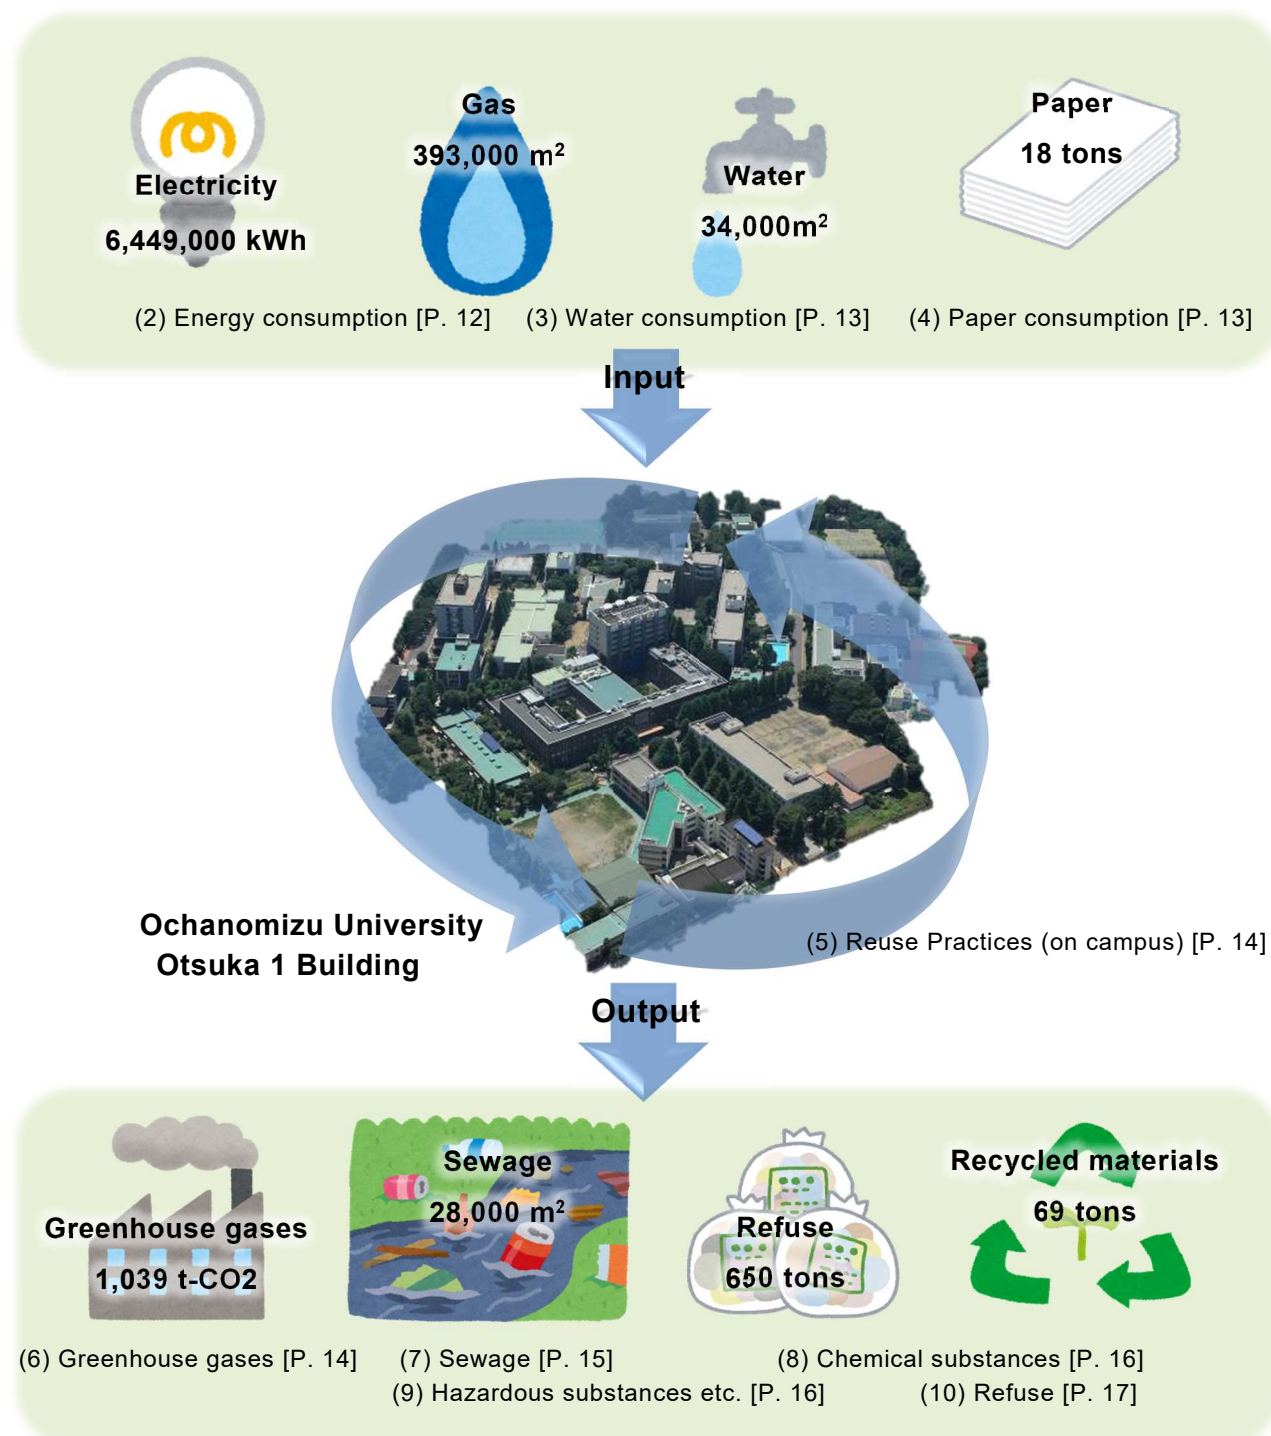 Electricity
6,449,000 kWh
Gas
393,000 m²
Water
34,000m²
Paper
18 tons
(2) Energy consumption [P. 12]
(3) Water consumption [P. 13]
(4) Paper consumption [P. 13]
Input
Ochanomizu University
Otsuka 1 Building
(5) Reuse Practices (on campus) [P. 14]
Output
Greenhouse gases
1,039 t-CO2
Sewage
28,000 m²
Refuse
650 tons
Recycled materials
69 tons
(6) Greenhouse gases [P. 14]
(7) Sewage [P. 15]
(8) Chemical substances [P. 16]
(9) Hazardous substances etc. [P. 16]
(10) Refuse [P. 17]